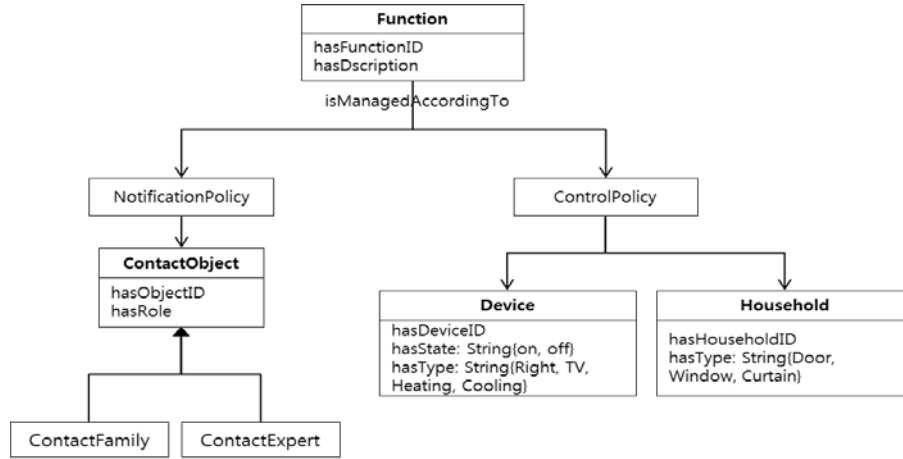 Function
hasFunctionID
hasDscription
isManagedAccordingTo
NotificationPolicy
ControlPolicy
ContactObject
hasObjectID
hasRole
Device
hasDeviceID
hasState: String{on, off}
hasType: String{Right, TV,
Heating, Cooling}
Household
hasHouseholdID
hasType: String{Door,
Window, Curtain}
ContactFamily
ContactExpert